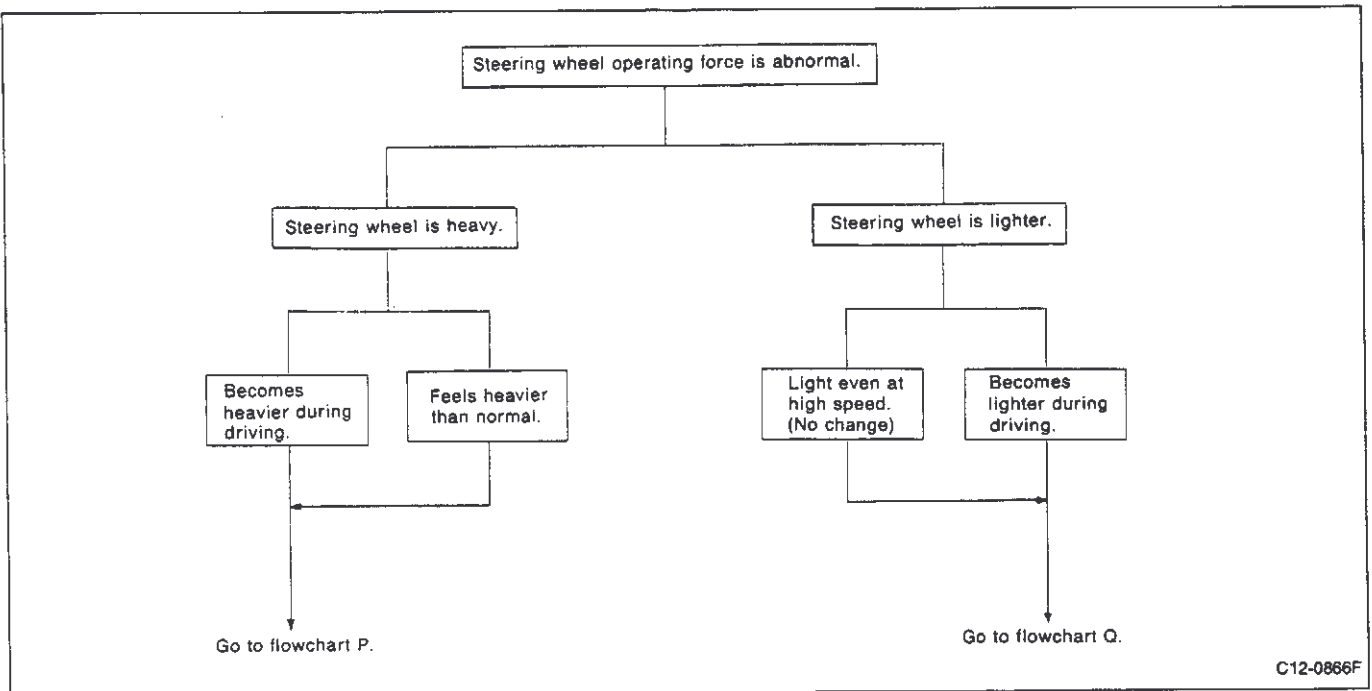 Steering wheel operating force is abnormal.
Steering wheel is heavy.
Steering wheel is lighter.
Becomes
heavier during
driving.
Feels heavier
than normal.
Light even at
high speed.
(No change)
Becomes
lighter during
driving.
Go to flowchart P.
Go to flowchart Q.
C12-0866F